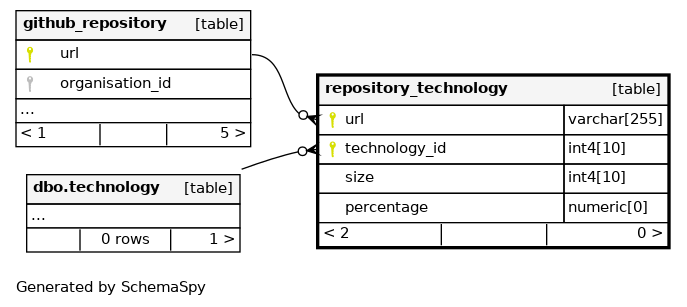 github_repository [table]
url
organisation_id
...
< 1 5 >
repository_technology [table]
url varchar[255]
technology_id int4[10]
size int4[10]
percentage numeric[0]
< 2 0 >
dbo.technology [table]
...
0 rows 1 >
Generated by SchemaSpy